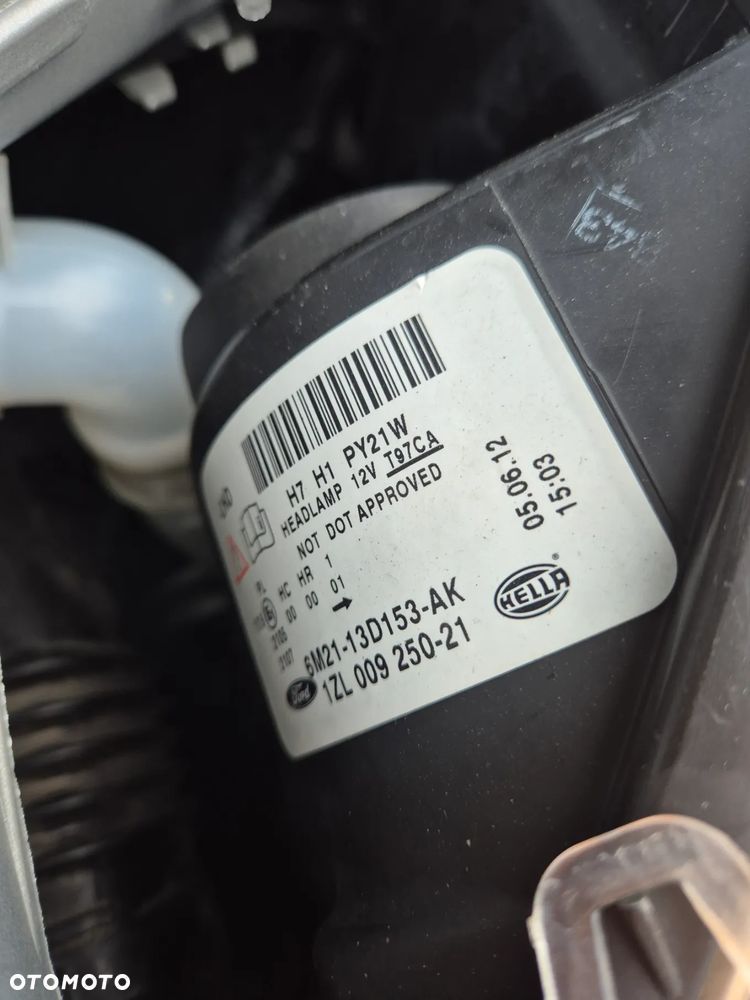 H7 H1 PY21W
HEADLAMP 12V T97CA
NOT DOT APPROVED
HC HR 1
00 00 01
6M21-13D153-AK
Ford
1ZL 009 250-21
05.06.12
15:03
HELLA
OTOMOTO